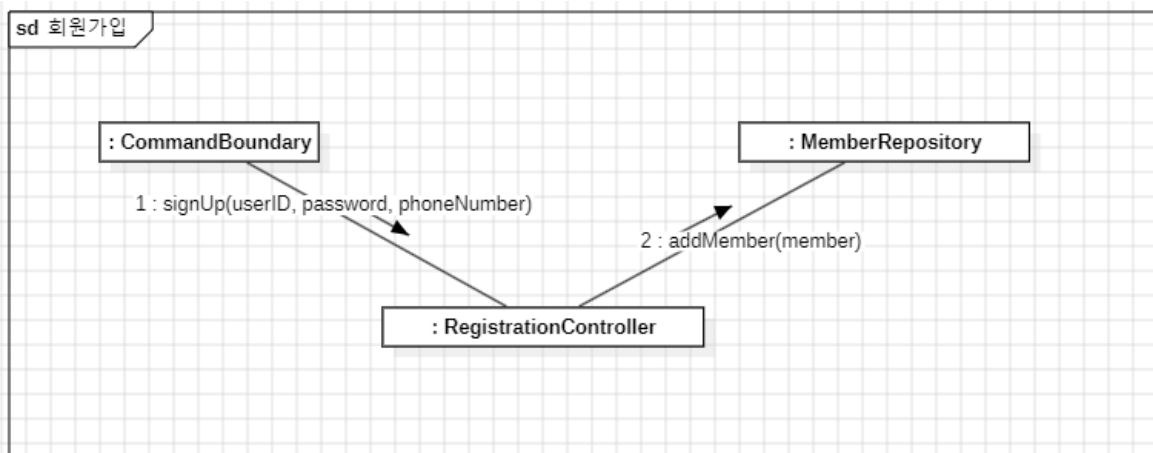 sd 회원가입
: CommandBoundary
: MemberRepository
1 : signUp(userID, password, phoneNumber)
2 : addMember(member)
: RegistrationController